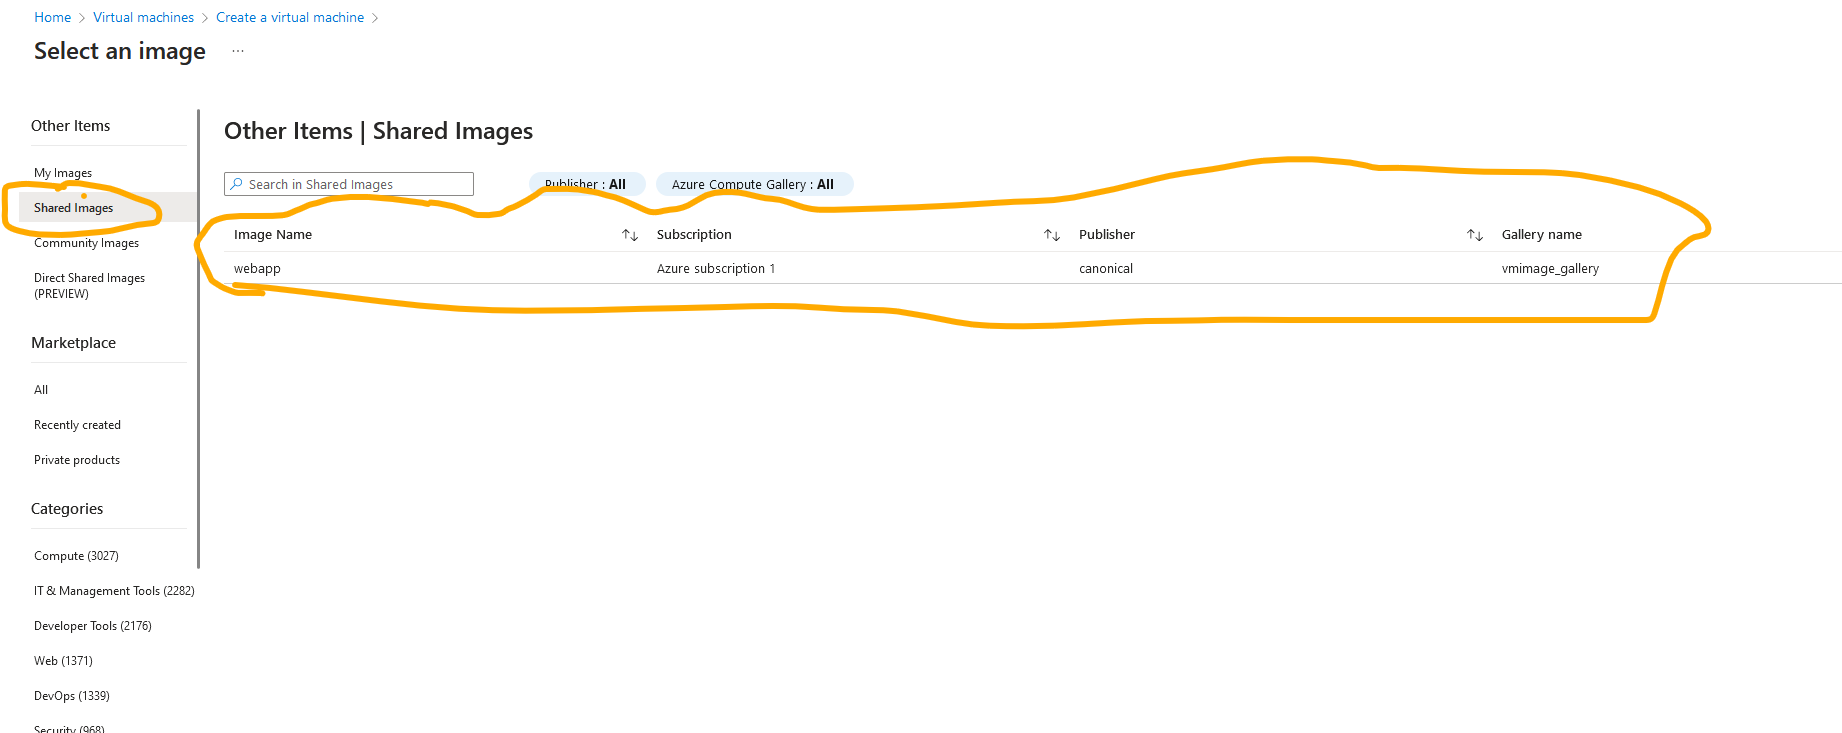 Home > Virtual machines > Create a virtual machine >
Select an image ...
Other Items
My Images
Shared Images
Community Images
Direct Shared Images
(PREVIEW)
Marketplace
All
Recently created
Private products
Categories
Compute (3027)
IT & Management Tools (2282)
Developer Tools (2176)
Web (1371)
DevOps (1339)
Security (968)
Other Items | Shared Images
Search in Shared Images
Publisher : All
Azure Compute Gallery : All
Image Name Subscription Publisher Gallery name
webapp Azure subscription 1 canonical vmimage_gallery